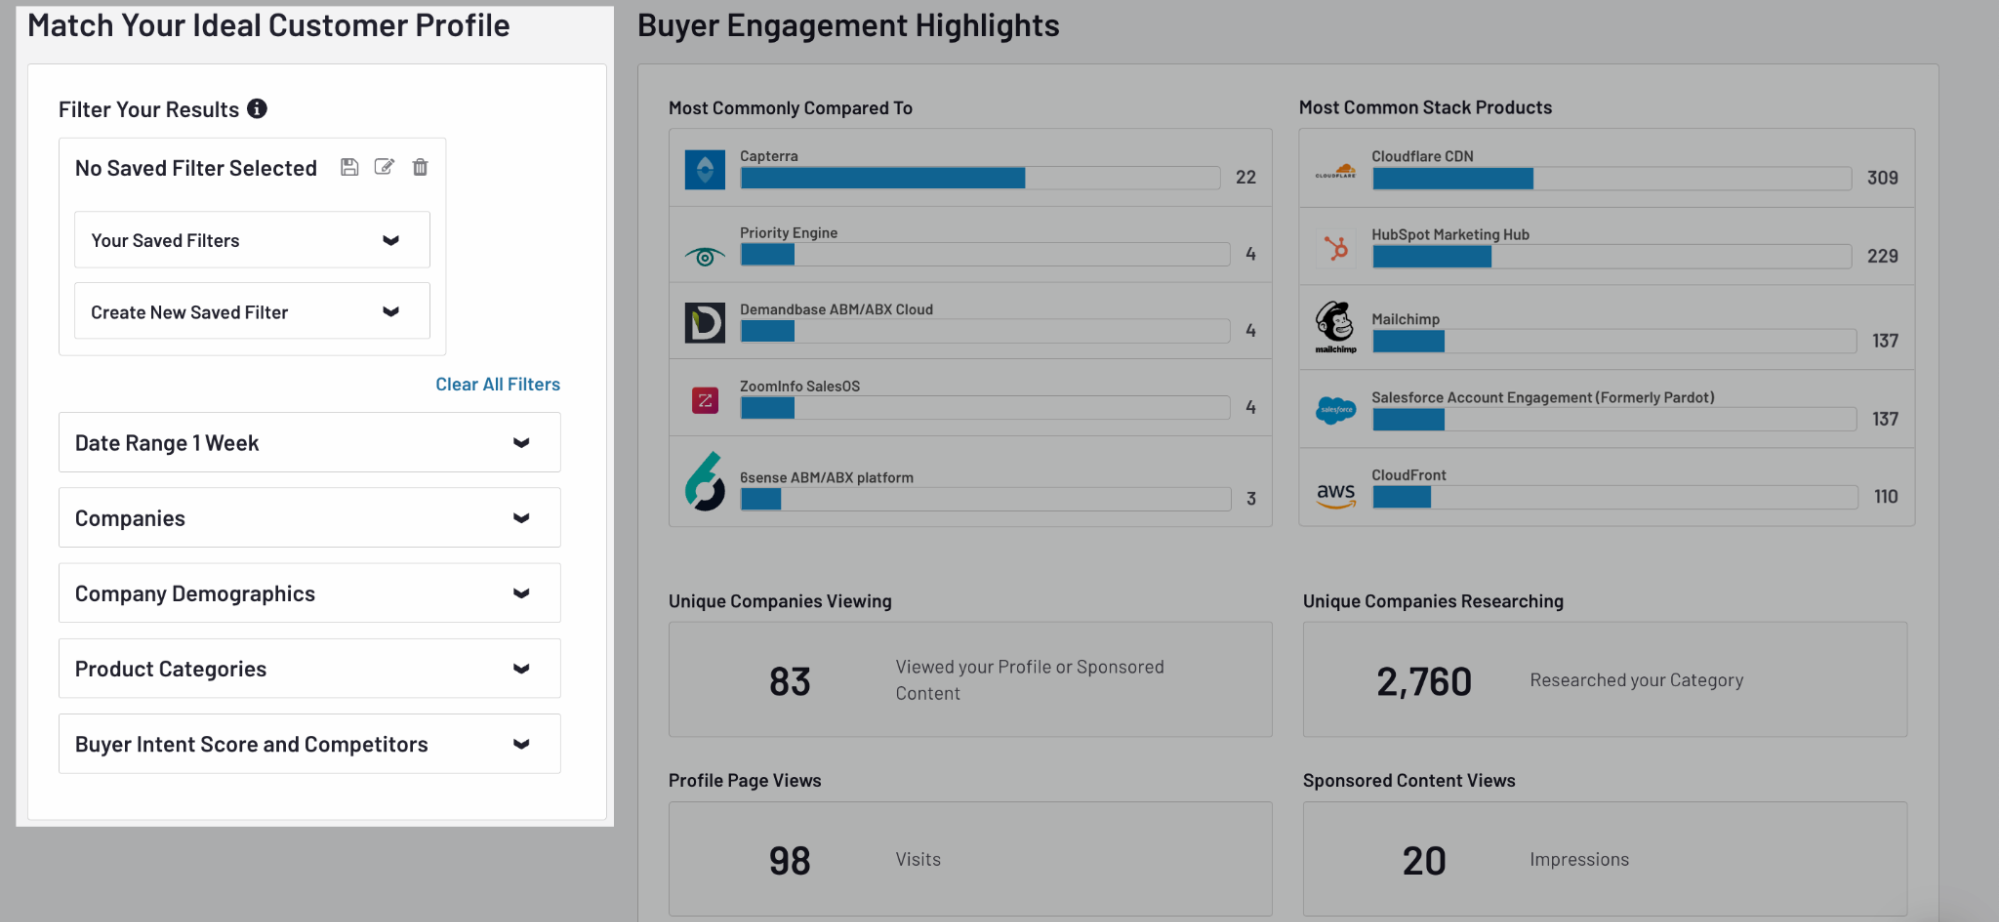 Match Your Ideal Customer Profile
Filter Your Results
No Saved Filter Selected
Your Saved Filters
Create New Saved Filter
Clear All Filters
Date Range 1 Week
Companies
Company Demographics
Product Categories
Buyer Intent Score and Competitors
Buyer Engagement Highlights
Most Commonly Compared To
Capterra
22
Priority Engine
4
Demandbase ABM/ABX Cloud
4
ZoomInfo SalesOS
4
6sense ABM/ABX platform
3
Most Common Stack Products
CLOUDFLARE
Cloudflare CDN
309
HubSpot Marketing Hub
229
mailchimp
Mailchimp
137
salesforce
Salesforce Account Engagement (Formerly Pardot)
137
aws
CloudFront
110
Unique Companies Viewing
83
Viewed your Profile or Sponsored
Content
Unique Companies Researching
2,760
Researched your Category
Profile Page Views
98
Visits
Sponsored Content Views
20
Impressions